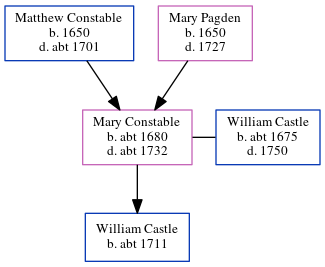 Matthew Constable
b. 1650
d. abt 1701
Mary Pagden
b. 1650
d. 1727
Mary Constable
b. abt 1680
d. abt 1732
William Castle
b. abt 1675
d. 1750
William Castle
b. abt 1711